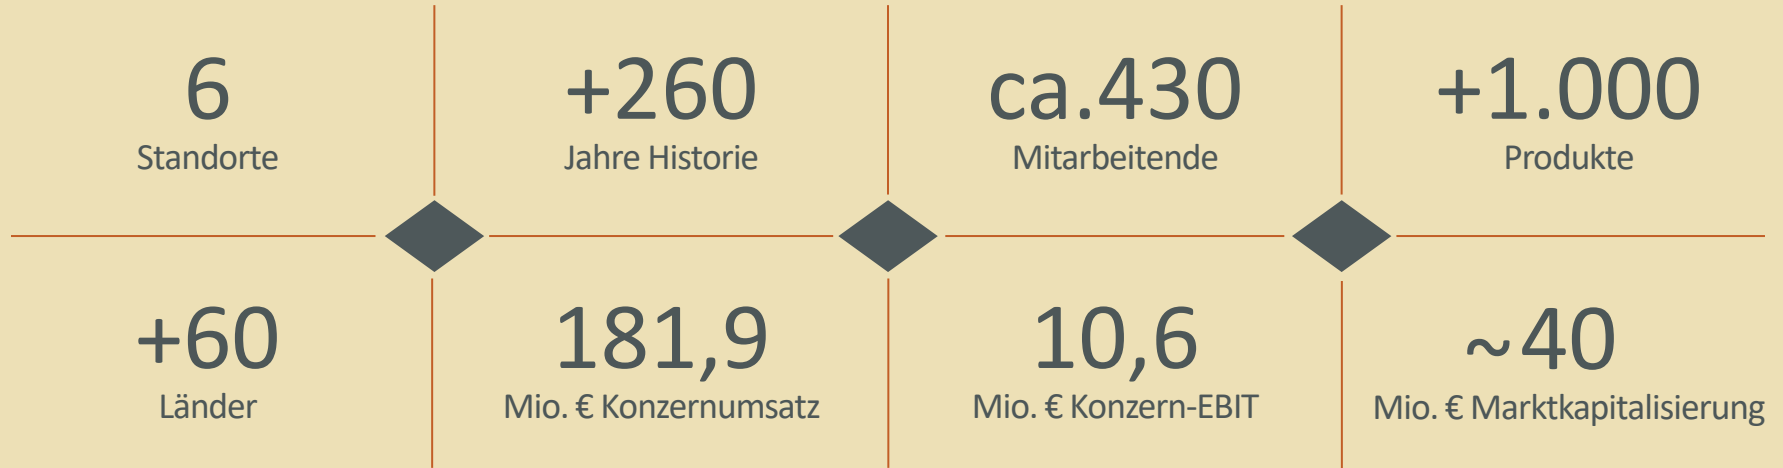 6
Standorte
+260
Jahre Historie
ca.430
Mitarbeitende
+1.000
Produkte
+60
Länder
181,9
Mio. € Konzernumsatz
10,6
Mio. € Konzern-EBIT
~40
Mio. € Marktkapitalisierung